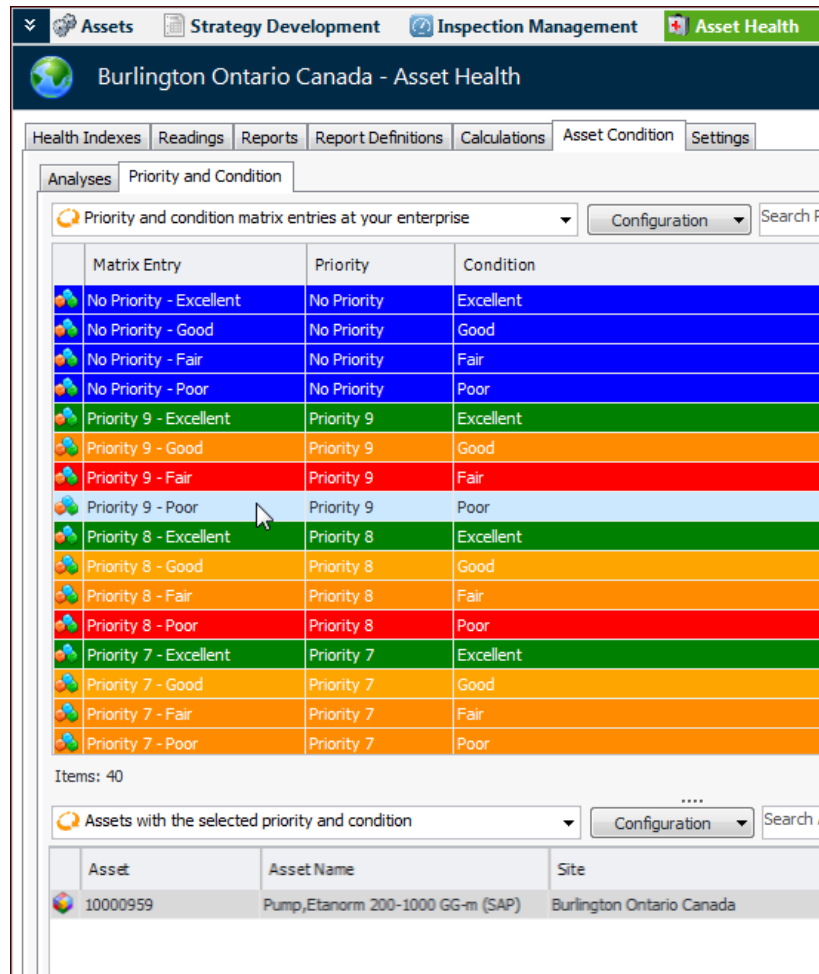 Assets Strategy Development Inspection Management Asset Health
Burlington Ontario Canada - Asset Health
Health Indexes Readings Reports Report Definitions Calculations Asset Condition Settings
Analyses Priority and Condition
Priority and condition matrix entries at your enterprise Configuration Search
Matrix Entry Priority Condition
No Priority - Excellent No Priority Excellent
No Priority - Good No Priority Good
No Priority - Fair No Priority Fair
No Priority - Poor No Priority Poor
Priority 9 - Excellent Priority 9 Excellent
Priority 9 - Good Priority 9 Good
Priority 9 - Fair Priority 9 Fair
Priority 9 - Poor Priority 9 Poor
Priority 8 - Excellent Priority 8 Excellent
Priority 8 - Good Priority 8 Good
Priority 8 - Fair Priority 8 Fair
Priority 8 - Poor Priority 8 Poor
Priority 7 - Excellent Priority 7 Excellent
Priority 7 - Good Priority 7 Good
Priority 7 - Fair Priority 7 Fair
Priority 7 - Poor Priority 7 Poor
Items: 40
Assets with the selected priority and condition Configuration Search
Asset Asset Name Site
10000959 Pump,Etanorm 200-1000 GG-m (SAP) Burlington Ontario Canada